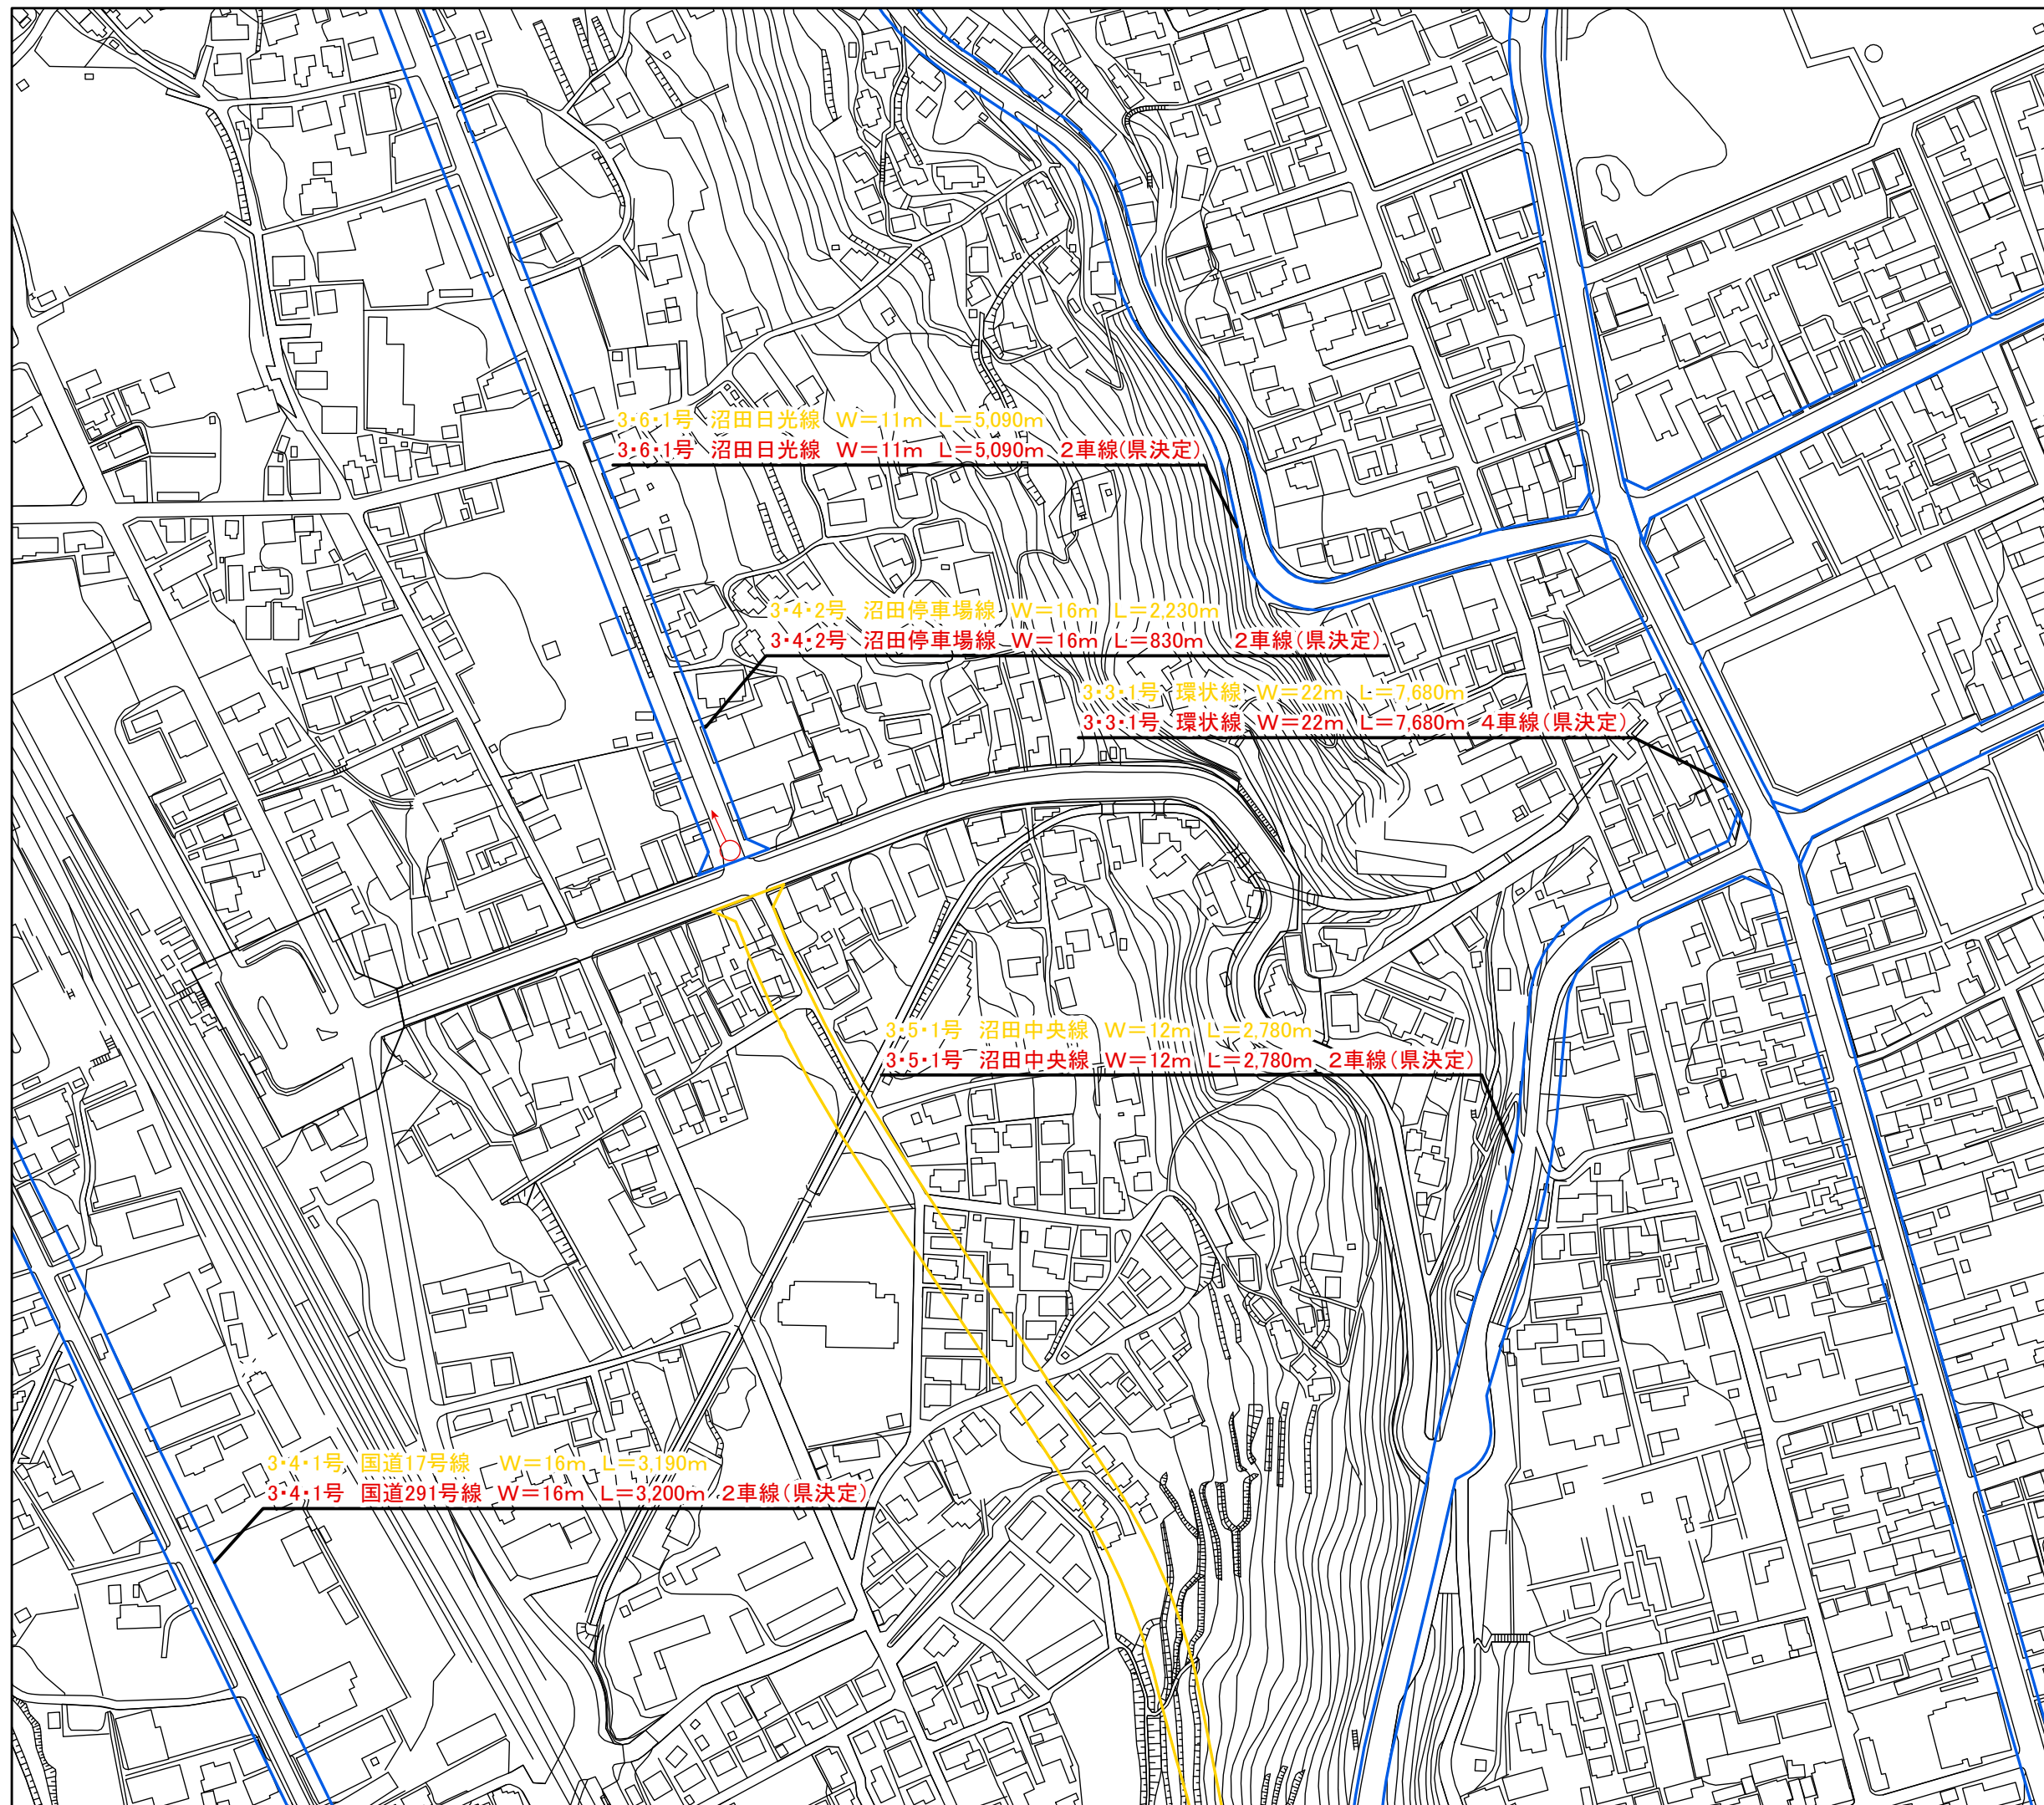 3・6・1号　沼田日光線　W＝11m　L＝5,090m
3・6・1号　沼田日光線　W＝11m　L＝5,090m　2車線(県決定)
3・4・2号　沼田停車場線　W＝16m　L＝2,230m
3・4・2号　沼田停車場線　W＝16m　L＝830m　2車線(県決定)
3・3・1号　環状線　W＝22m　L＝7,680m
3・3・1号　環状線　W＝22m　L＝7,680m　4車線(県決定)
3・5・1号　沼田中央線　W＝12m　L＝2,780m
3・5・1号　沼田中央線　W＝12m　L＝2,780m　2車線(県決定)
3・4・1号　国道17号線　W＝16m　L＝3,190m
3・4・1号　国道291号線　W＝16m　L＝3,200m　2車線(県決定)